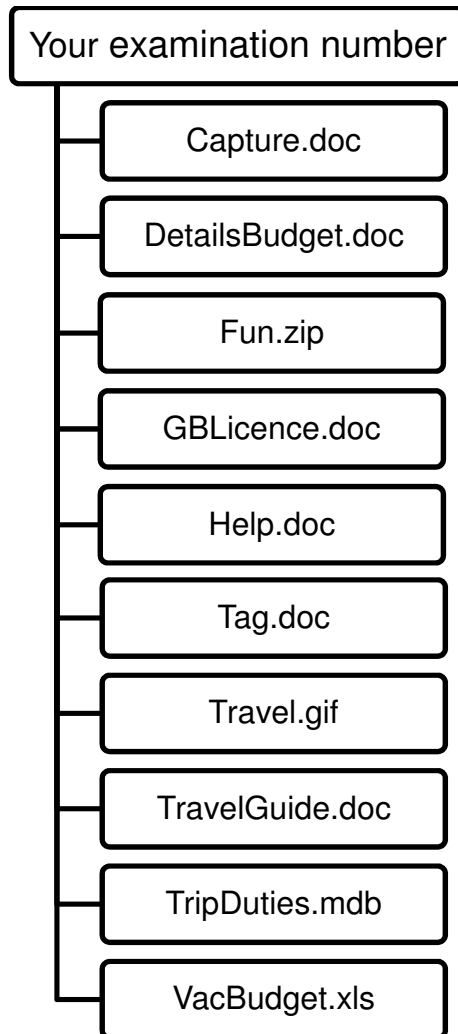 Your examination number
Capture.doc
DetailsBudget.doc
Fun.zip
GBLicence.doc
Help.doc
Tag.doc
Travel.gif
TravelGuide.doc
TripDuties.mdb
VacBudget.xls